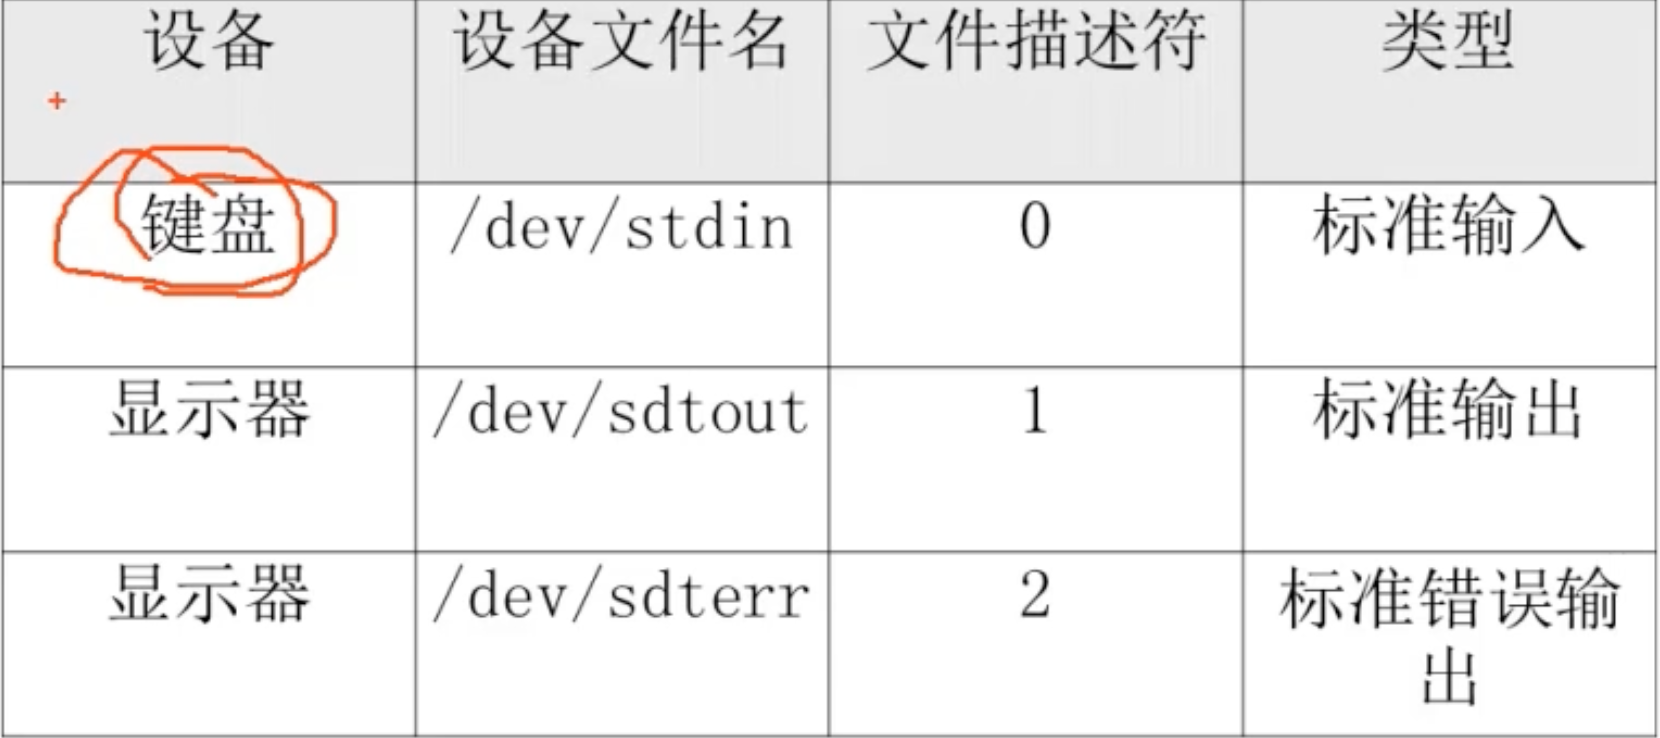 设备 设备文件名 文件描述符 类型
键盘 /dev/stdin 0 标准输入
显示器 /dev/sdtout 1 标准输出
显示器 /dev/sdterr 2 标准错误输
出